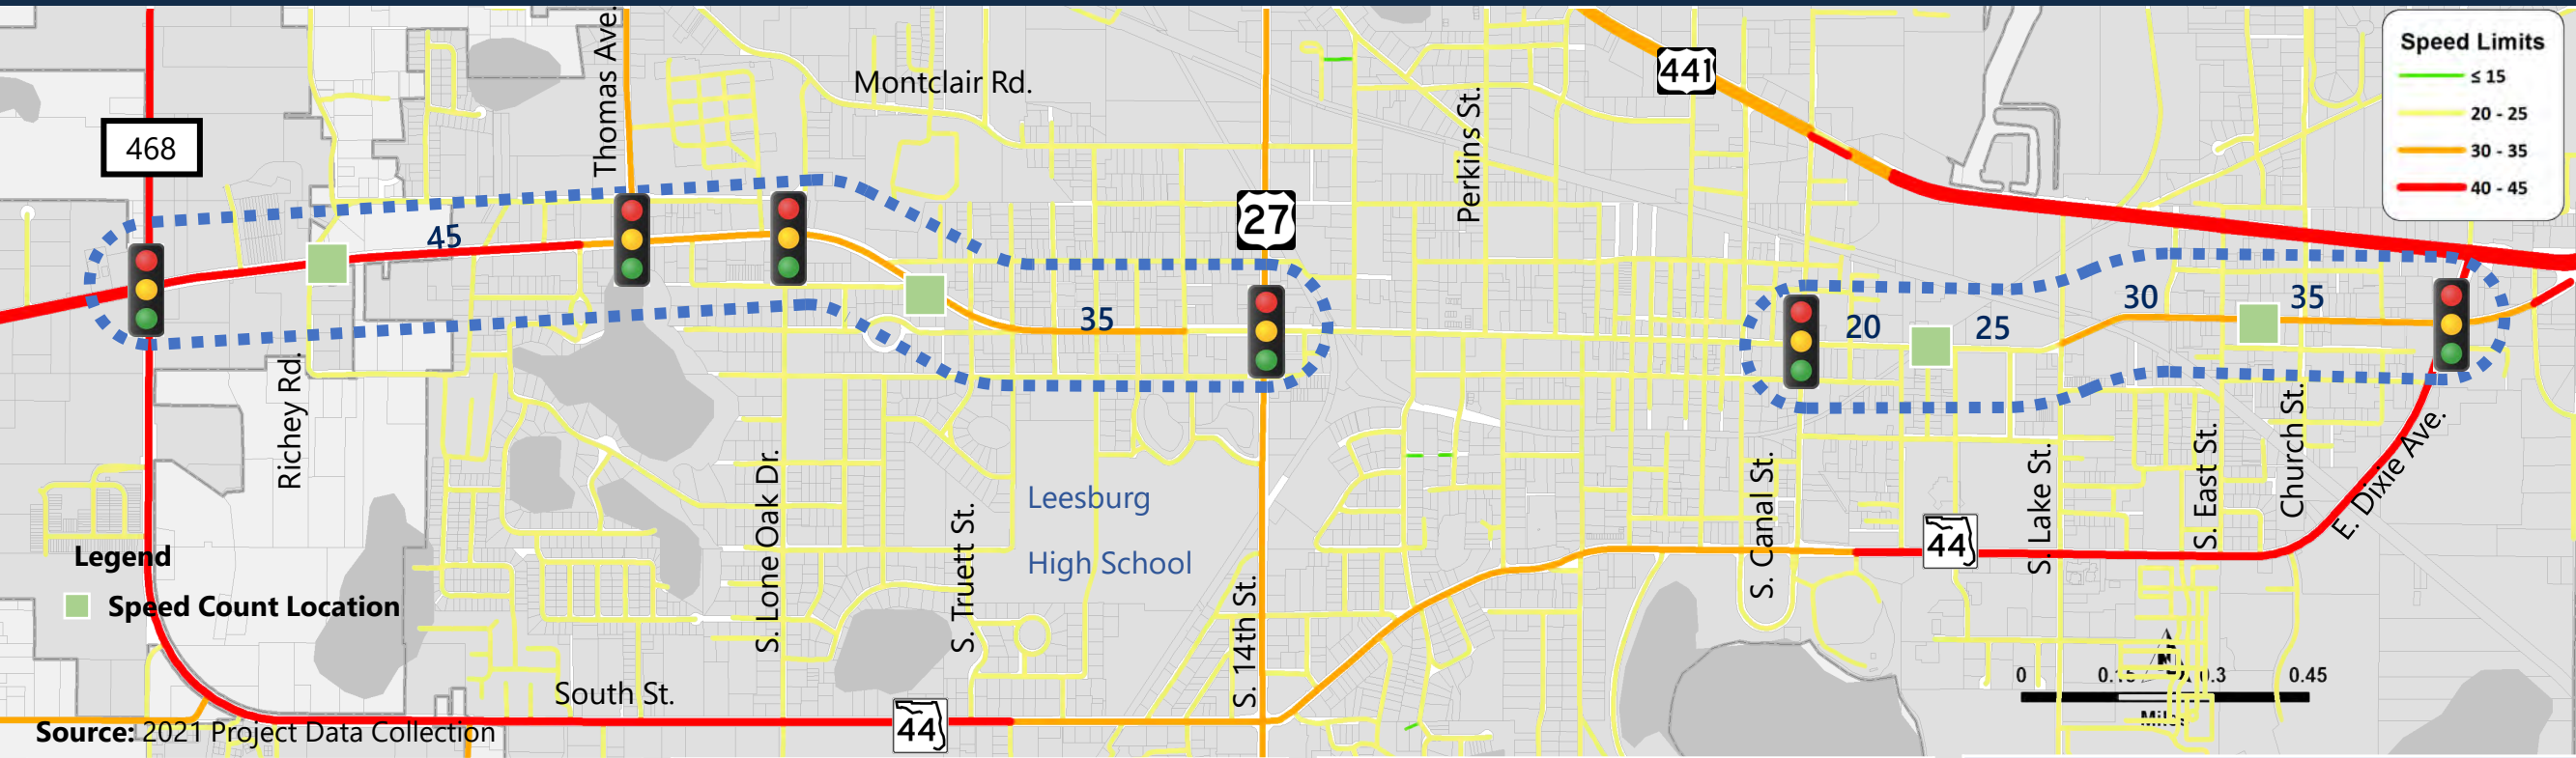 Thomas Ave.
Montclair Rd.
441
Speed Limits
≤ 15
20 - 25
30 - 35
40 - 45
468
Perkins St.
27
45
35
20
25
30
35
Richey Rd.
S. Lone Oak Dr.
S. Truett St.
Leesburg
High School
S. 14th St.
S. Canal St.
44
S. Lake St.
S. East St.
Church St.
E. Dixie Ave.
Legend
Speed Count Location
South St.
44
Source: 2021 Project Data Collection
N
0
0.3
0.45